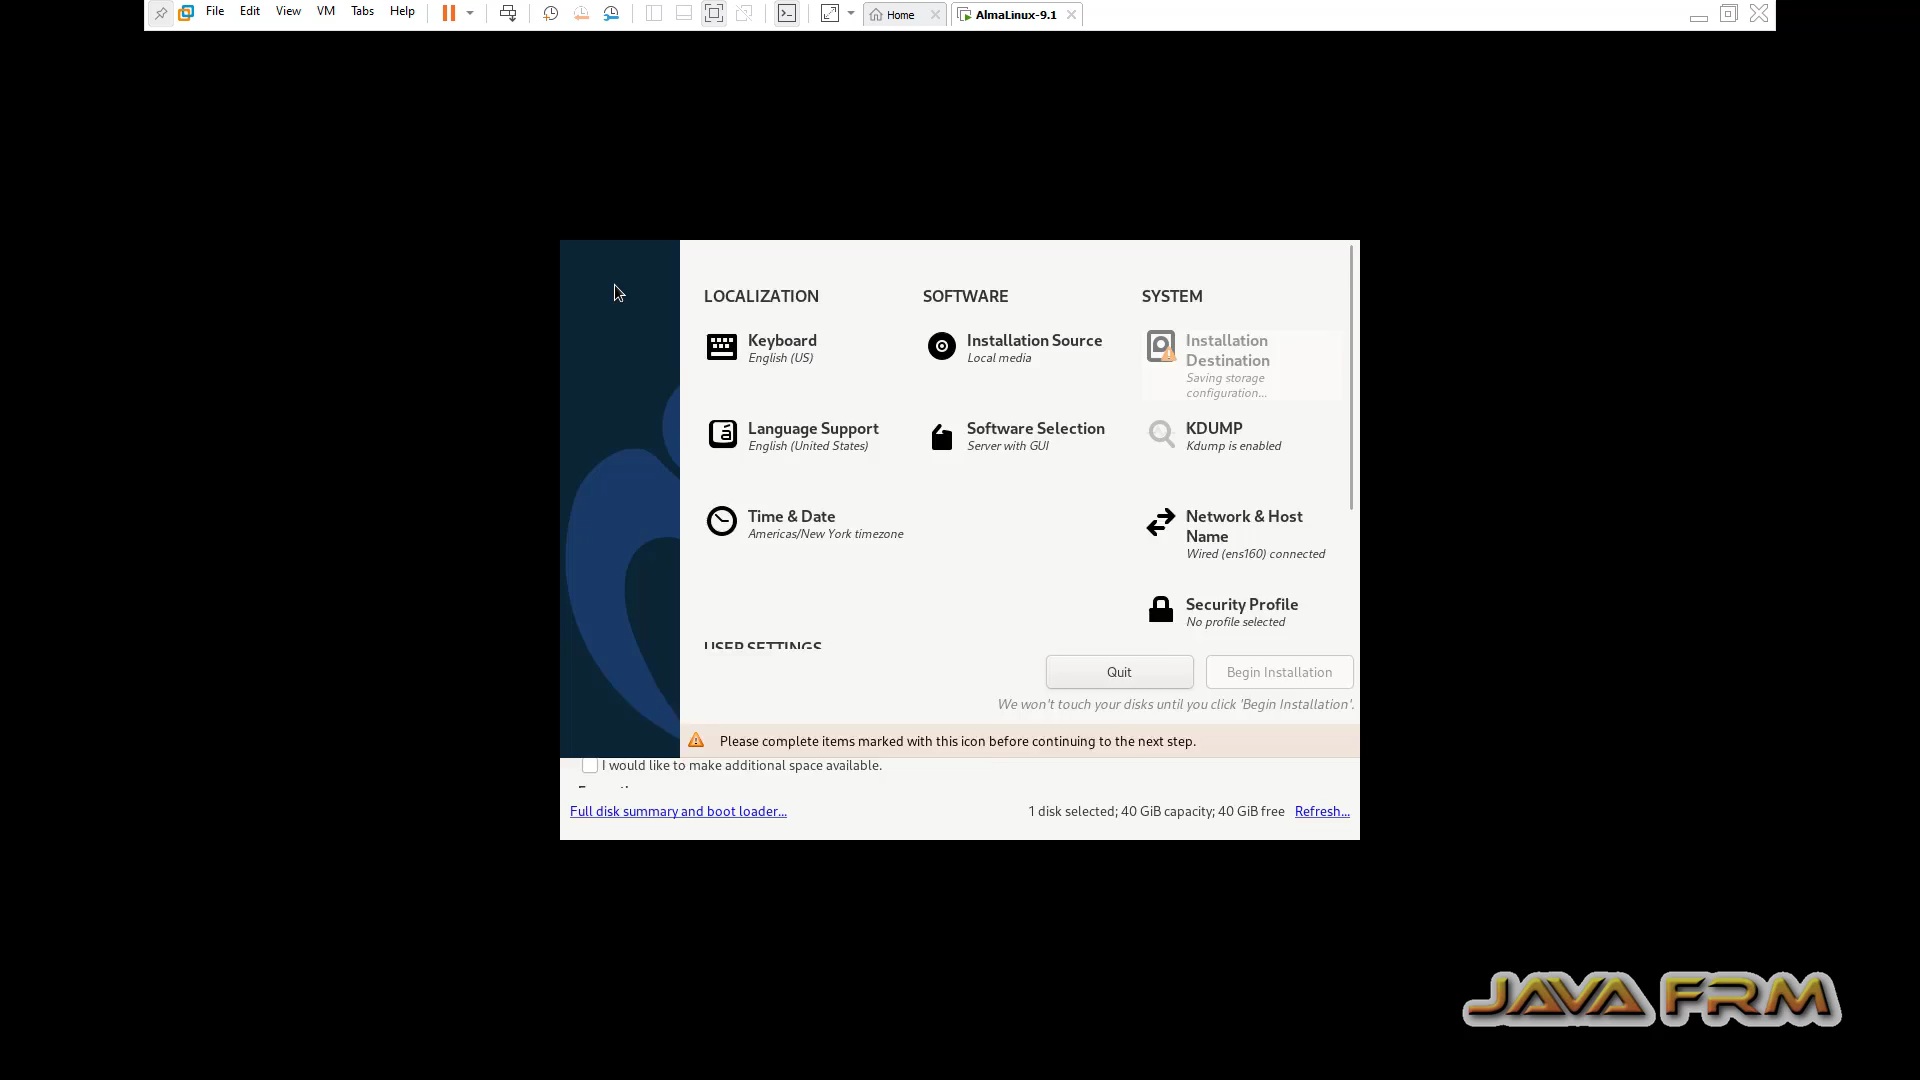 File Edit View VM Tabs Help
Home
AlmaLinux-9.1
LOCALIZATION
SOFTWARE
SYSTEM
Keyboard
English (US)
Installation Source
Local media
Installation
Destination
Saving storage
configuration...
Language Support
English (United States)
Software Selection
Server with GUI
KDUMP
Kdump is enabled
Time & Date
Americas/New York timezone
Network & Host
Name
Wired (ens160) connected
Security Profile
No profile selected
USER SETTINGS
Quit
Begin Installation
We won't touch your disks until you click 'Begin Installation'.
Please complete items marked with this icon before continuing to the next step.
I would like to make additional space available.
Full disk summary and boot loader...
1 disk selected; 40 GiB capacity; 40 GiB free Refresh...
JAVA FRM